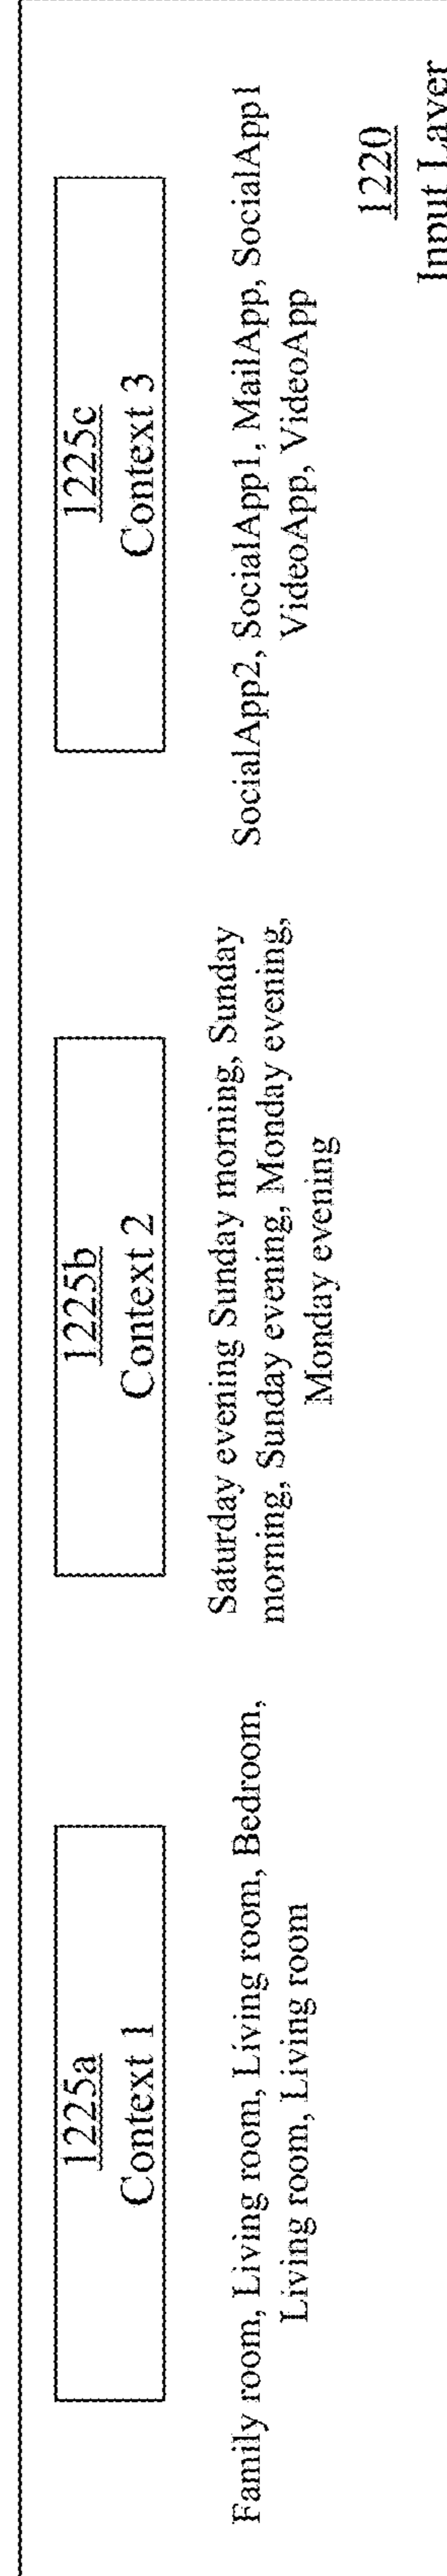 1225a
Context 1
Family room, Living room, Living room, Bedroom,
Living room, Living room
1225b
Context 2
Saturday evening Sunday morning, Sunday
morning, Sunday evening, Monday evening,
Monday evening
1225c
Context 3
SocialApp2, SocialApp1, MailApp, SocialApp1
VideoApp, VideoApp
1220
Input Layer